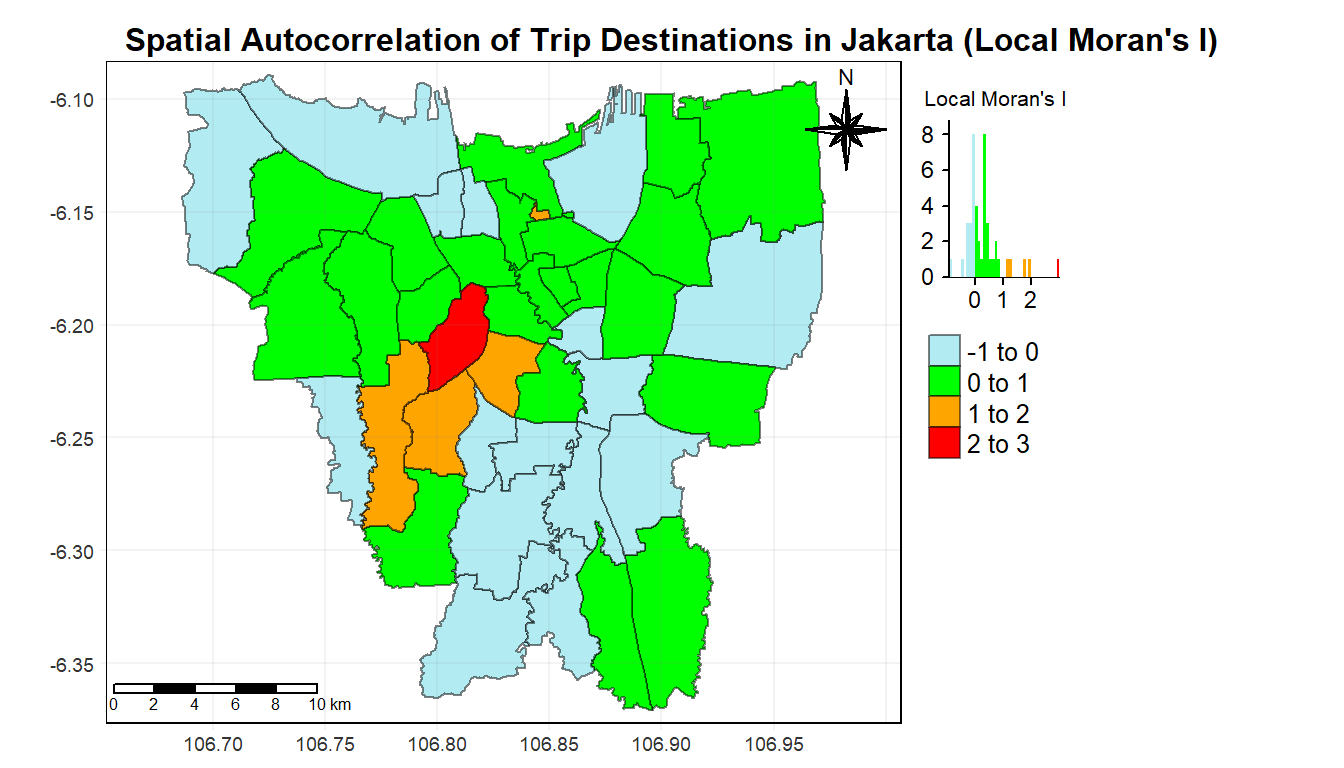 Spatial Autocorrelation of Trip Destinations in Jakarta (Local Moran's I)
N
-6.10
-6.15
-6.20
-6.25
-6.30
-6.35
0 2 4 6 8 10 km
106.70 106.75 106.80 106.85 106.90 106.95
Local Moran's I
8
6
4
2
0
0 1 2
-1 to 0
0 to 1
1 to 2
2 to 3